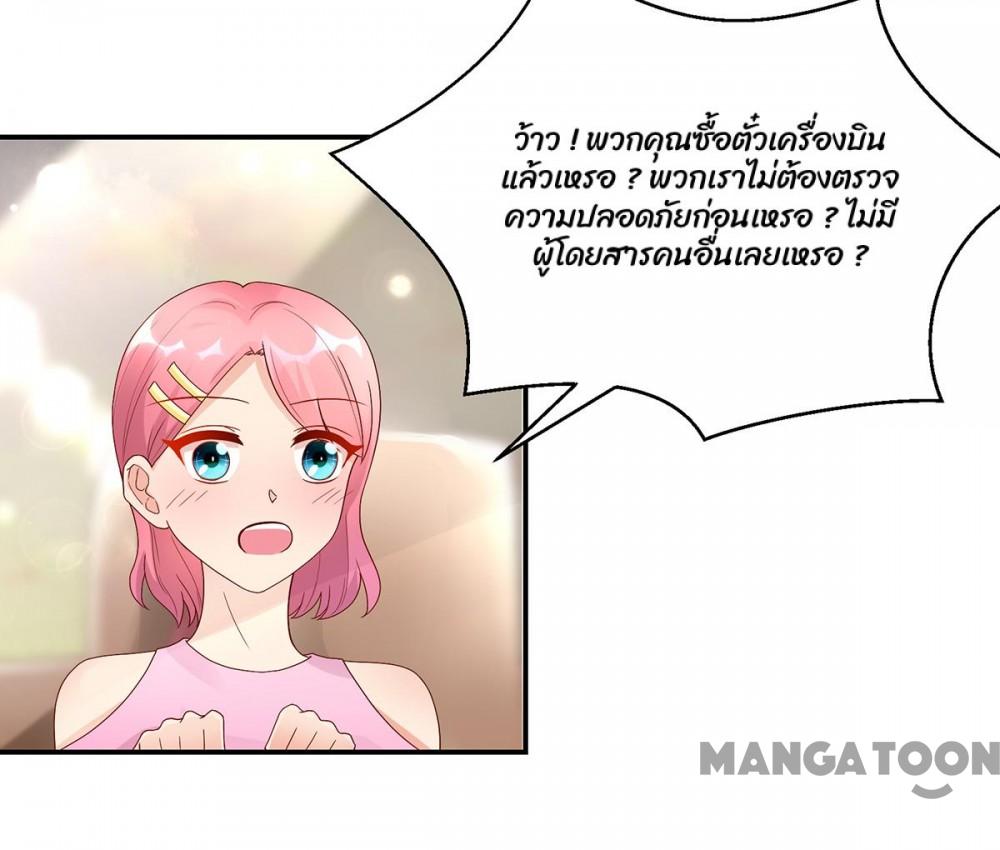 ว้าว ! พวกคุณซื้อตั๋วเครื่องบิน
แล้วเหรอ ? พวกเราไม่ต้องตรวจ
ความปลอดภัยก่อนเหรอ ? ไม่มี
ผู้โดยสารคนอื่นเลยเหรอ ?
MANGATOON